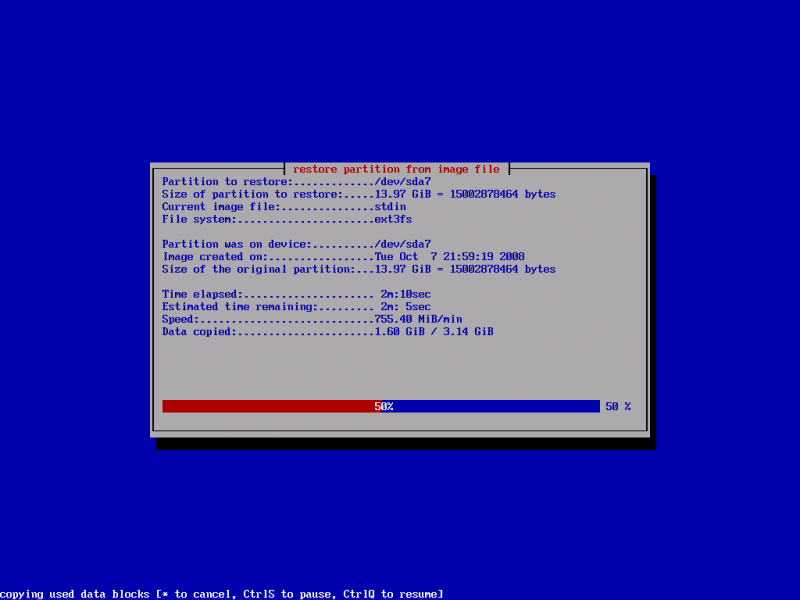 restore partition from image file
Partition to restore:............./dev/sda7
Size of partition to restore:.....13.97 GiB = 15002878464 bytes
Current image file:...............stdin
File system:......................ext3fs
Partition was on device:........../dev/sda7
Image created on:.................Tue Oct  7 21:59:19 2008
Size of the original partition:...13.97 GiB = 15002878464 bytes
Time elapsed:..................... 2m:10sec
Estimated time remaining:......... 2m: 5sec
Speed:............................755.40 MiB/min
Data copied:......................1.60 GiB / 3.14 GiB
50% 50 %
copying used data blocks [* to cancel, CtrlS to pause, CtrlQ to resume]